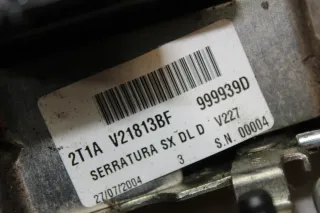 2T1A V21813BF 999939D
SERRATURA SX DL D V227
27/07/2004 3 S.N. 00004